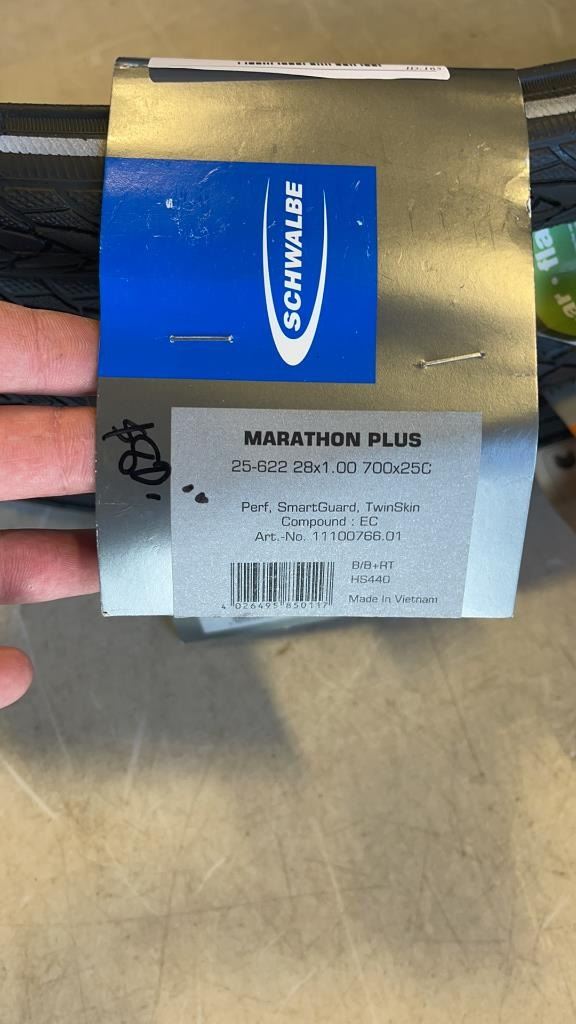 SCHWALBE
MARATHON PLUS
25-622 28x1.00 700x25C
Perf, SmartGuard, TwinSkin
Compound : EC
Art.-No. 11100766.01
B/B+RT
HS440
4 026495 850117
Made In Vietnam